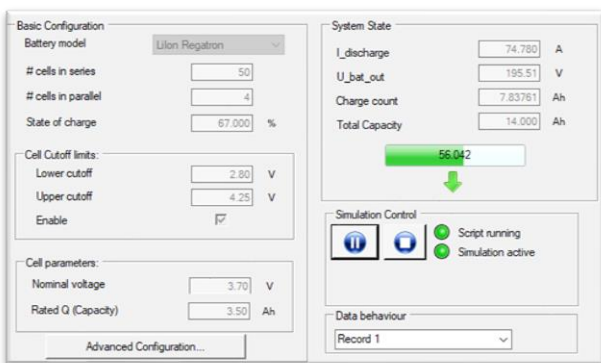 Basic Configuration
Battery model LiIon Regatron
# cells in series 50
# cells in parallel 4
State of charge 67.000 %
Cell Cutoff limits:
Lower cutoff 2.80 V
Upper cutoff 4.25 V
Enable
Cell parameters:
Nominal voltage 3.70 V
Rated Q (Capacity) 3.50 Ah
Advanced Configuration...
System State
I_discharge 74.780 A
U_bat_out 195.51 V
Charge count 7.83761 Ah
Total Capacity 14.000 Ah
56.042
Simulation Control
Script running
Simulation active
Data behaviour
Record 1